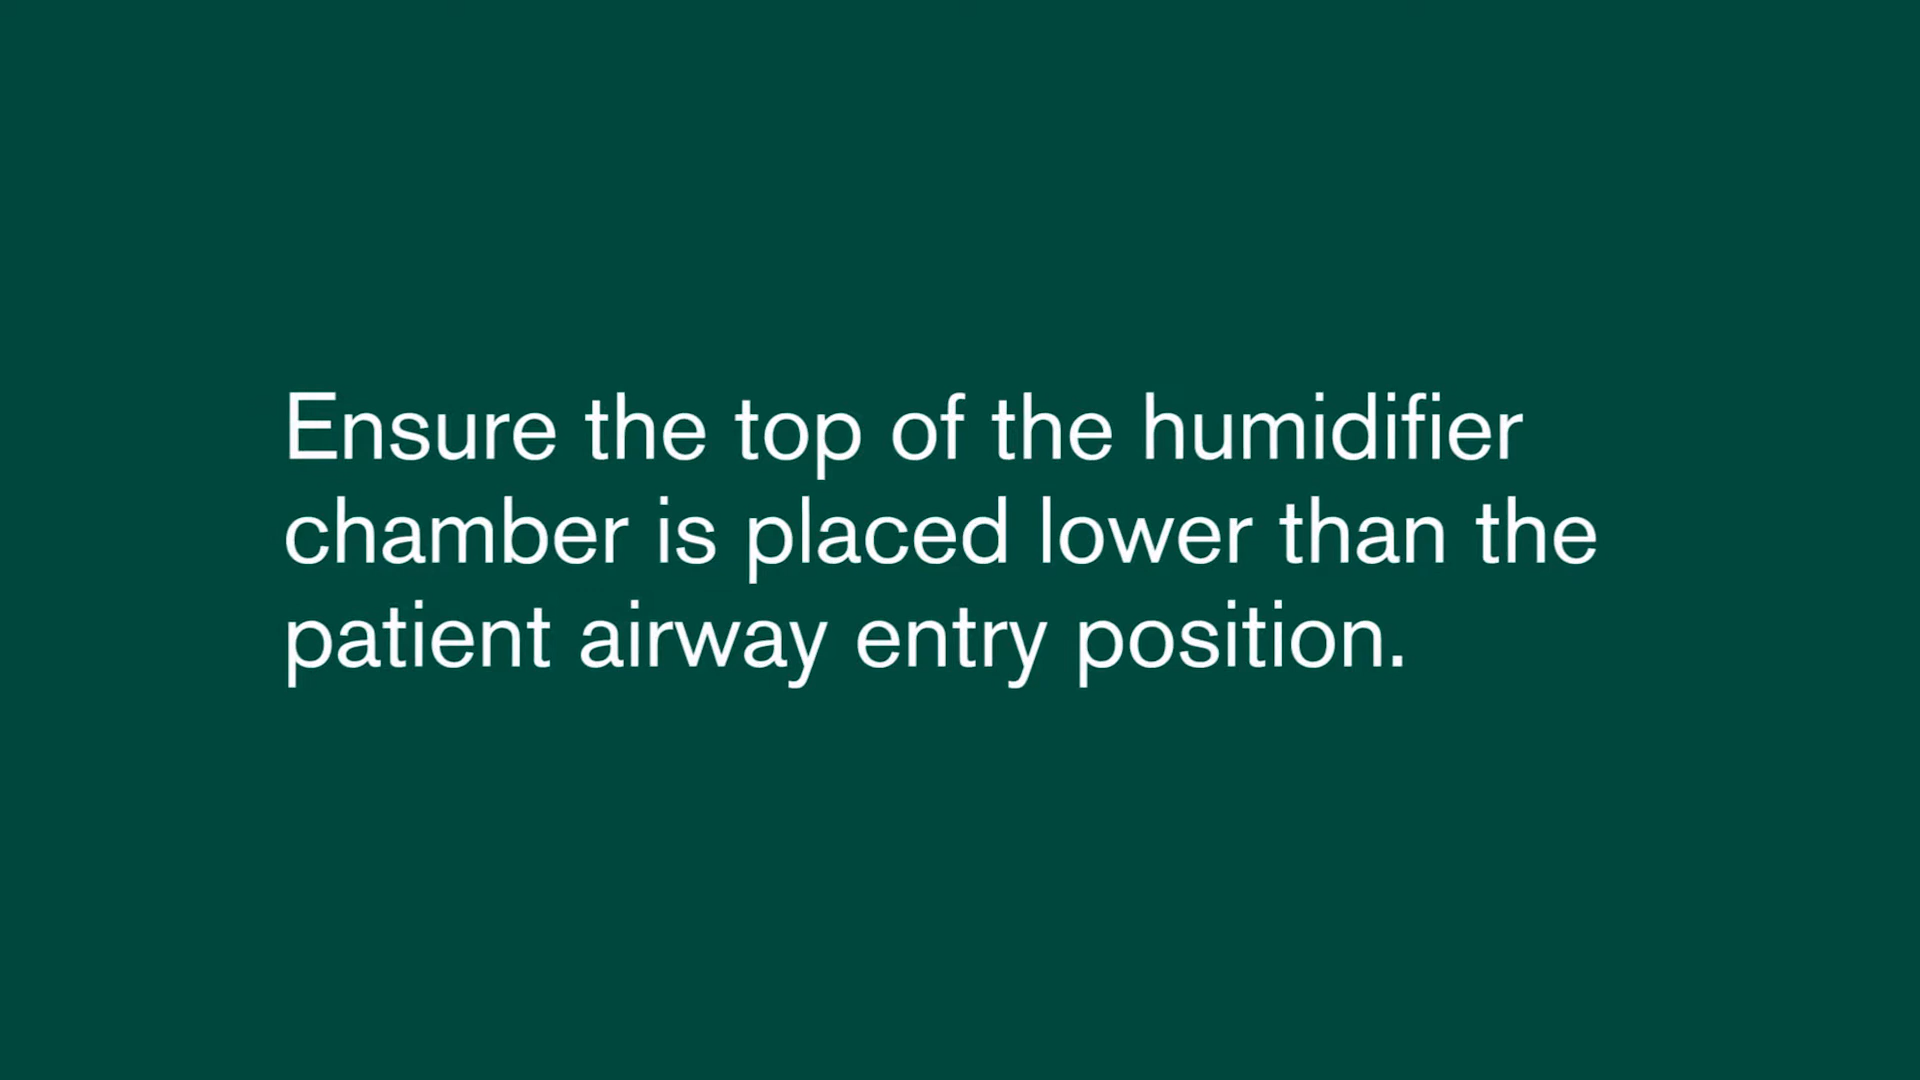 Ensure the top of the humidifier
chamber is placed lower than the
patient airway entry position.